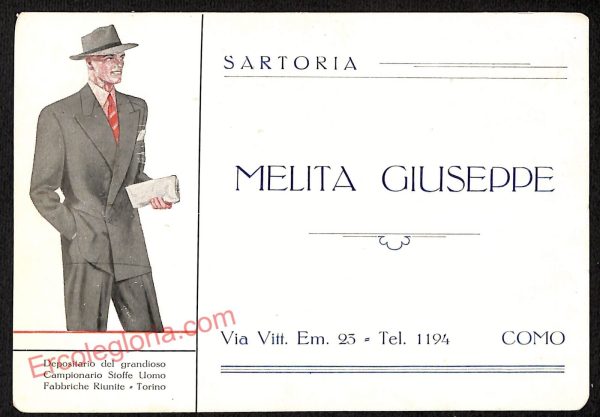 SARTORIA
MELITA GIUSEPPE
Via Vitt. Em. 23 - Tel. 1194 COMO
Depositario del grandioso
Campionario Stoffe Uomo
Fabbriche Riunite - Torino
Ercolegloria.com